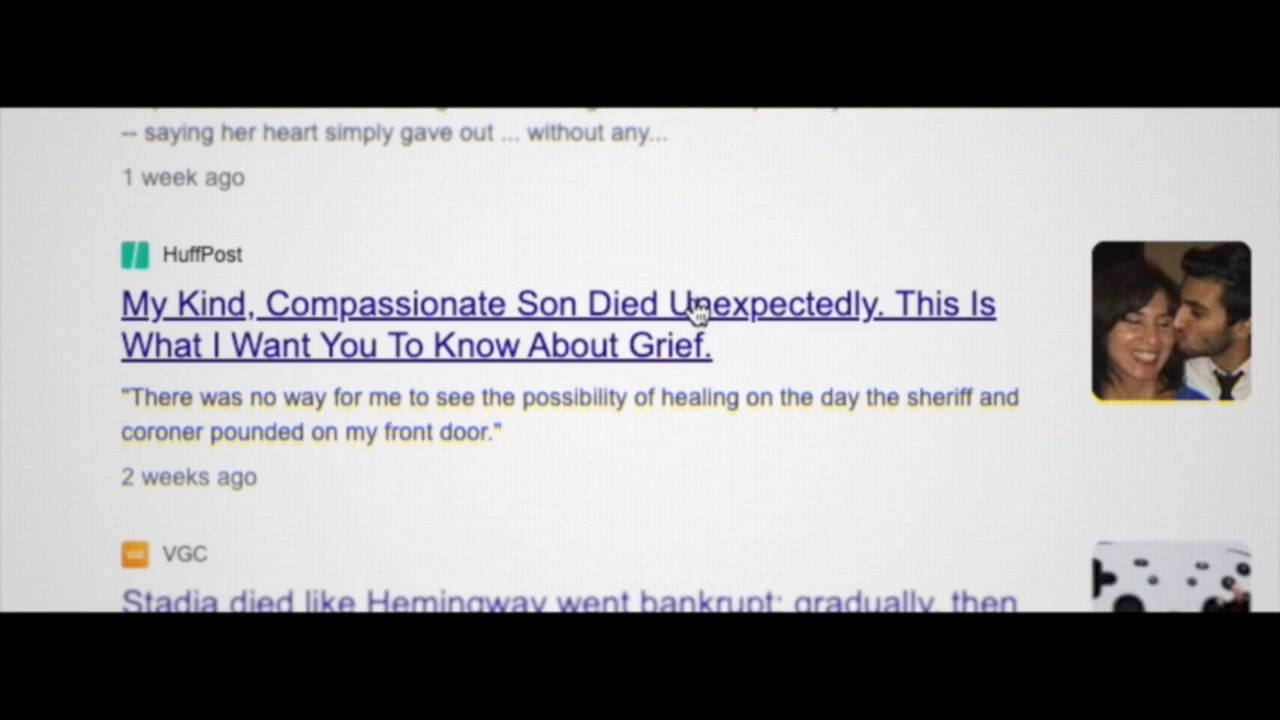 -- saying her heart simply gave out ... without any...
1 week ago
HuffPost
My Kind, Compassionate Son Died Unexpectedly. This Is
What I Want You To Know About Grief.
"There was no way for me to see the possibility of healing on the day the sheriff and
coroner pounded on my front door."
2 weeks ago
VGC
Stadia died like Hemingway went bankrupt: gradually, then